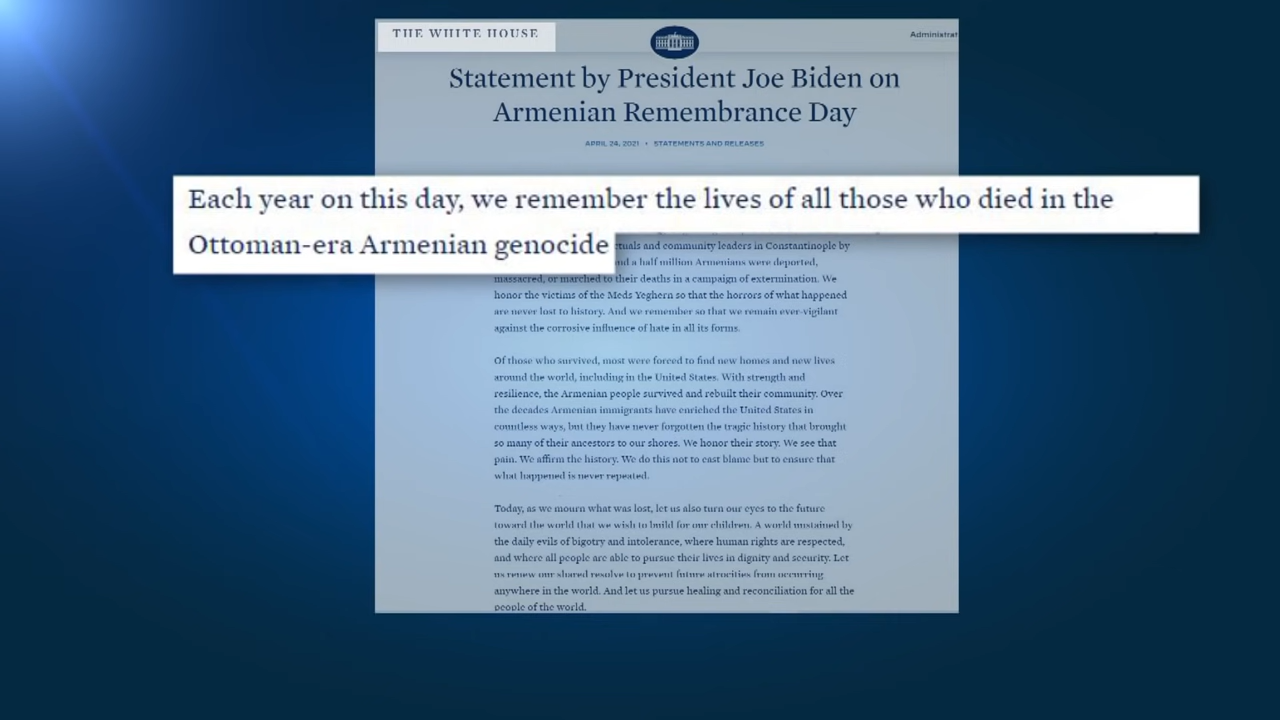 THE WHITE HOUSE
Administrat
Statement by President Joe Biden on
Armenian Remembrance Day
APRIL 24, 2021 • STATEMENTS AND RELEASES
Each year on this day, we remember the lives of all those who died in the
Ottoman-era Armenian genocide
ctuals and community leaders in Constantinople by
nd a half million Armenians were deported,
massacred, or marched to their deaths in a campaign of extermination. We
honor the victims of the Meds Yeghern so that the horrors of what happened
are never lost to history. And we remember so that we remain ever-vigilant
against the corrosive influence of hate in all its forms.
Of those who survived, most were forced to find new homes and new lives
around the world, including in the United States. With strength and
resilience, the Armenian people survived and rebuilt their community. Over
the decades Armenian immigrants have enriched the United States in
countless ways, but they have never forgotten the tragic history that brought
so many of their ancestors to our shores. We honor their story. We see that
pain. We affirm the history. We do this not to cast blame but to ensure that
what happened is never repeated.
Today, as we mourn what was lost, let us also turn our eyes to the future
toward the world that we wish to build for our children. A world unstained by
the daily evils of bigotry and intolerance, where human rights are respected,
and where all people are able to pursue their lives in dignity and security. Let
us renew our shared resolve to prevent future atrocities from occurring
anywhere in the world. And let us pursue healing and reconciliation for all the
people of the world.